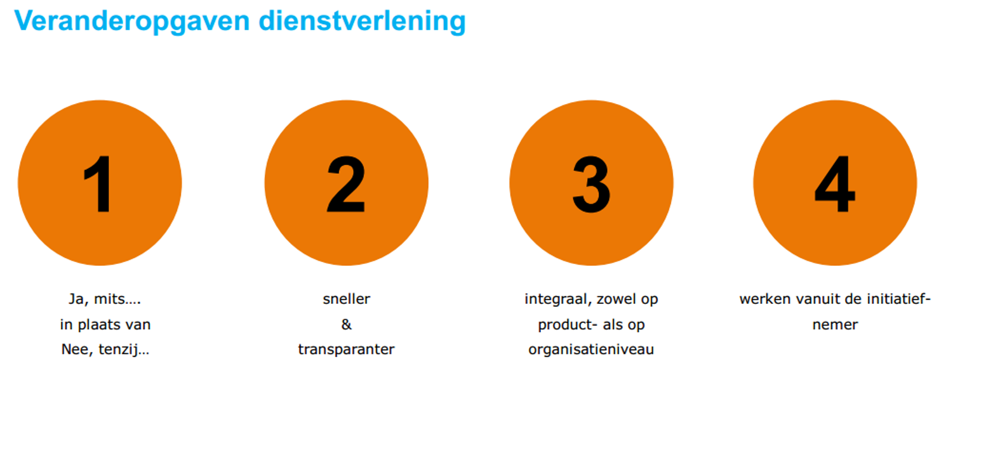 Veranderopgaven dienstverlening
1
2
3
4
Ja, mits....
in plaats van
Nee, tenzij...
sneller
&
transparanter
integraal, zowel op
product- als op
organisatieniveau
werken vanuit de initiatief-
nemer